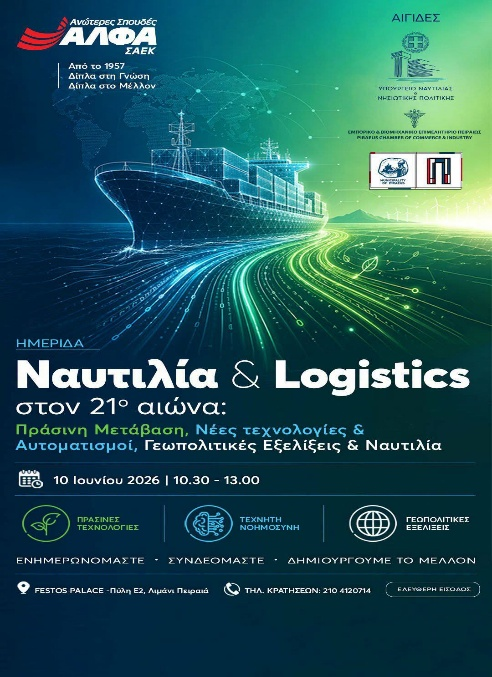 Ανώτερες Σπουδές
ΑΛΦΑ
ΣΑΕΚ
Από το 1957
Δίπλα στη Γνώση
Δίπλα στο Μέλλον
ΑΙΓΙΔΕΣ
ΥΠΟΥΡΓΕΙΟ ΝΑΥΤΙΛΙΑΣ
ΝΗΣΙΩΤΙΚΗΣ ΠΟΛΙΤΙΚΗΣ
ΕΜΠΟΡΙΚΟ & ΒΙΟΜΗΧΑΝΙΚΟ ΕΠΙΜΕΛΗΤΗΡΙΟ ΠΕΙΡΑΙΩΣ
PIRAEUS CHAMBER OF COMMERCE & INDUSTRY
MUNICIPALITY
OF PIRAEUS
ΗΜΕΡΙΔΑ
Ναυτιλία & Logistics
στον 21ο αιώνα:
Πράσινη Μετάβαση, Νέες τεχνολογίες &
Αυτοματισμοί, Γεωπολιτικές Εξελίξεις & Ναυτιλία
10 Ιουνίου 2026 | 10.30 - 13.00
ΠΡΑΣΙΝΕΣ
ΤΕΧΝΟΛΟΓΙΕΣ
ΤΕΧΝΗΤΗ
ΝΟΗΜΟΣΥΝΗ
ΓΕΩΠΟΛΙΤΙΚΕΣ
ΕΞΕΛΙΞΕΙΣ
ΕΝΗΜΕΡΩΝΟΜΑΣΤΕ · ΣΥΝΔΕΟΜΑΣΤΕ · ΔΗΜΙΟΥΡΓΟΥΜΕ ΤΟ ΜΕΛΛΟΝ
FESTOS PALACE -Πύλη Ε2, Λιμάνι Πειραιά
ΤΗΛ. ΚΡΑΤΗΣΕΩΝ: 210 4120714
ΕΛΕΥΘΕΡΗ ΕΙΣΟΔΟΣ